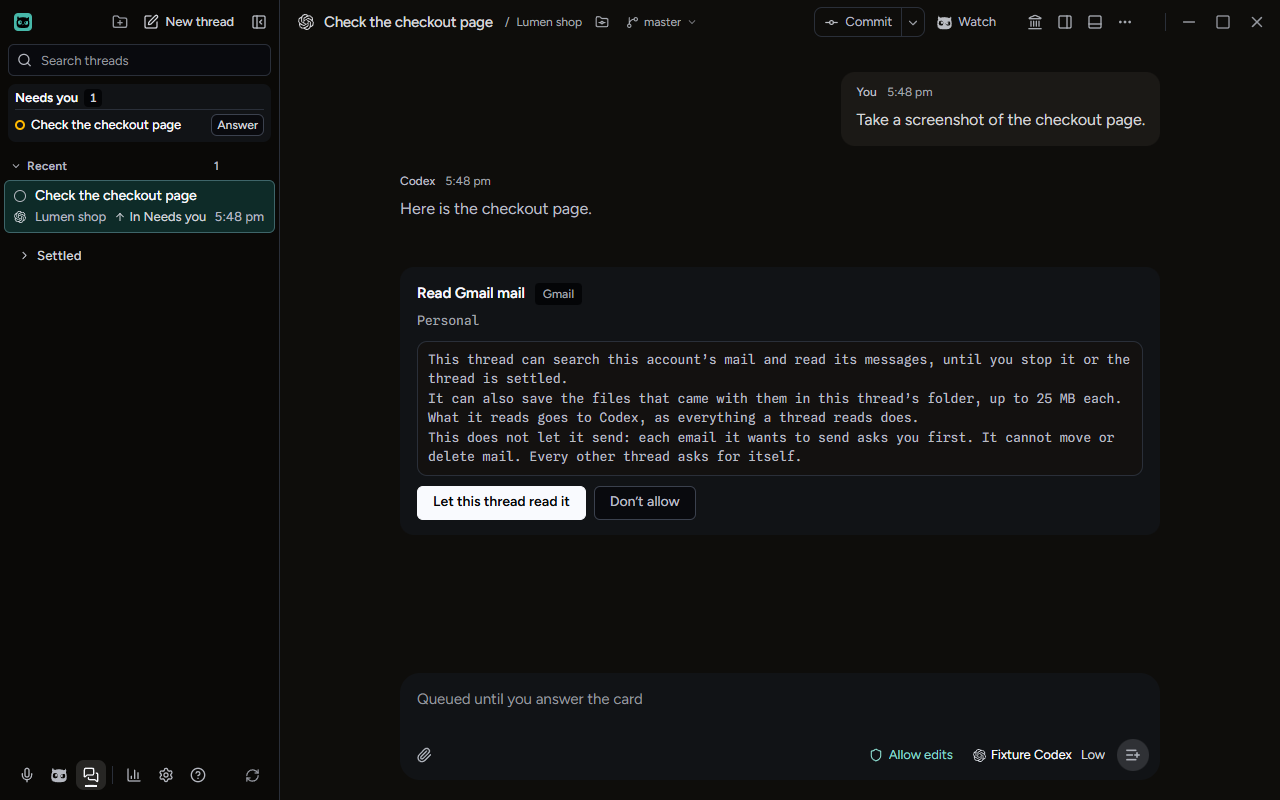 New thread
Search threads
Needs you 1
Check the checkout page Answer
Recent 1
Check the checkout page
Lumen shop ↑ In Needs you 5:48 pm
Settled
Check the checkout page / Lumen shop master
Commit
Watch
You 5:48 pm
Take a screenshot of the checkout page.
Codex 5:48 pm
Here is the checkout page.
Read Gmail mail Gmail
Personal
This thread can search this account's mail and read its messages, until you stop it or the
thread is settled.
It can also save the files that came with them in this thread's folder, up to 25 MB each.
What it reads goes to Codex, as everything a thread reads does.
This does not let it send: each email it wants to send asks you first. It cannot move or
delete mail. Every other thread asks for itself.
Let this thread read it
Don't allow
Queued until you answer the card
Allow edits Fixture Codex Low